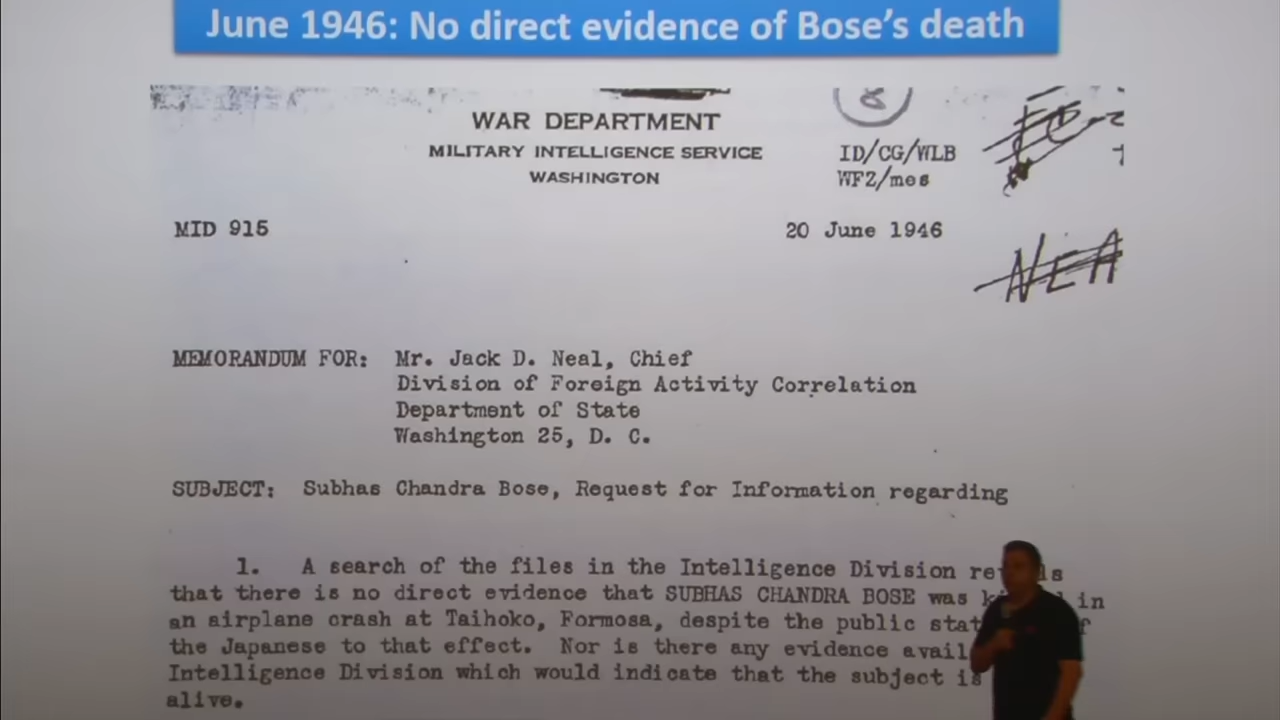 June 1946: No direct evidence of Bose's death
8
WAR DEPARTMENT
MILITARY INTELLIGENCE SERVICE
WASHINGTON
ID/CG/WLB
WFZ/mes
MID 915
20 June 1946
NEA
MEMORANDUM FOR: Mr. Jack D. Neal, Chief
Division of Foreign Activity Correlation
Department of State
Washington 25, D. C.
SUBJECT: Subhas Chandra Bose, Request for Information regarding
1. A search of the files in the Intelligence Division
that there is no direct evidence that SUBHAS CHANDRA BOSE was in
an airplane crash at Taihoko, Formosa, despite the public
the Japanese to that effect. Nor is there any evidence
Intelligence Division which would indicate that the subject is
alive.